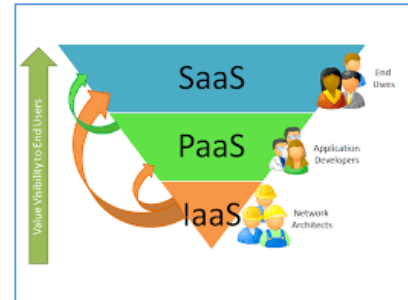 Value Visibility to End Users
SaaS
End
Users
PaaS
Application
Developers
IaaS
Network
Architects